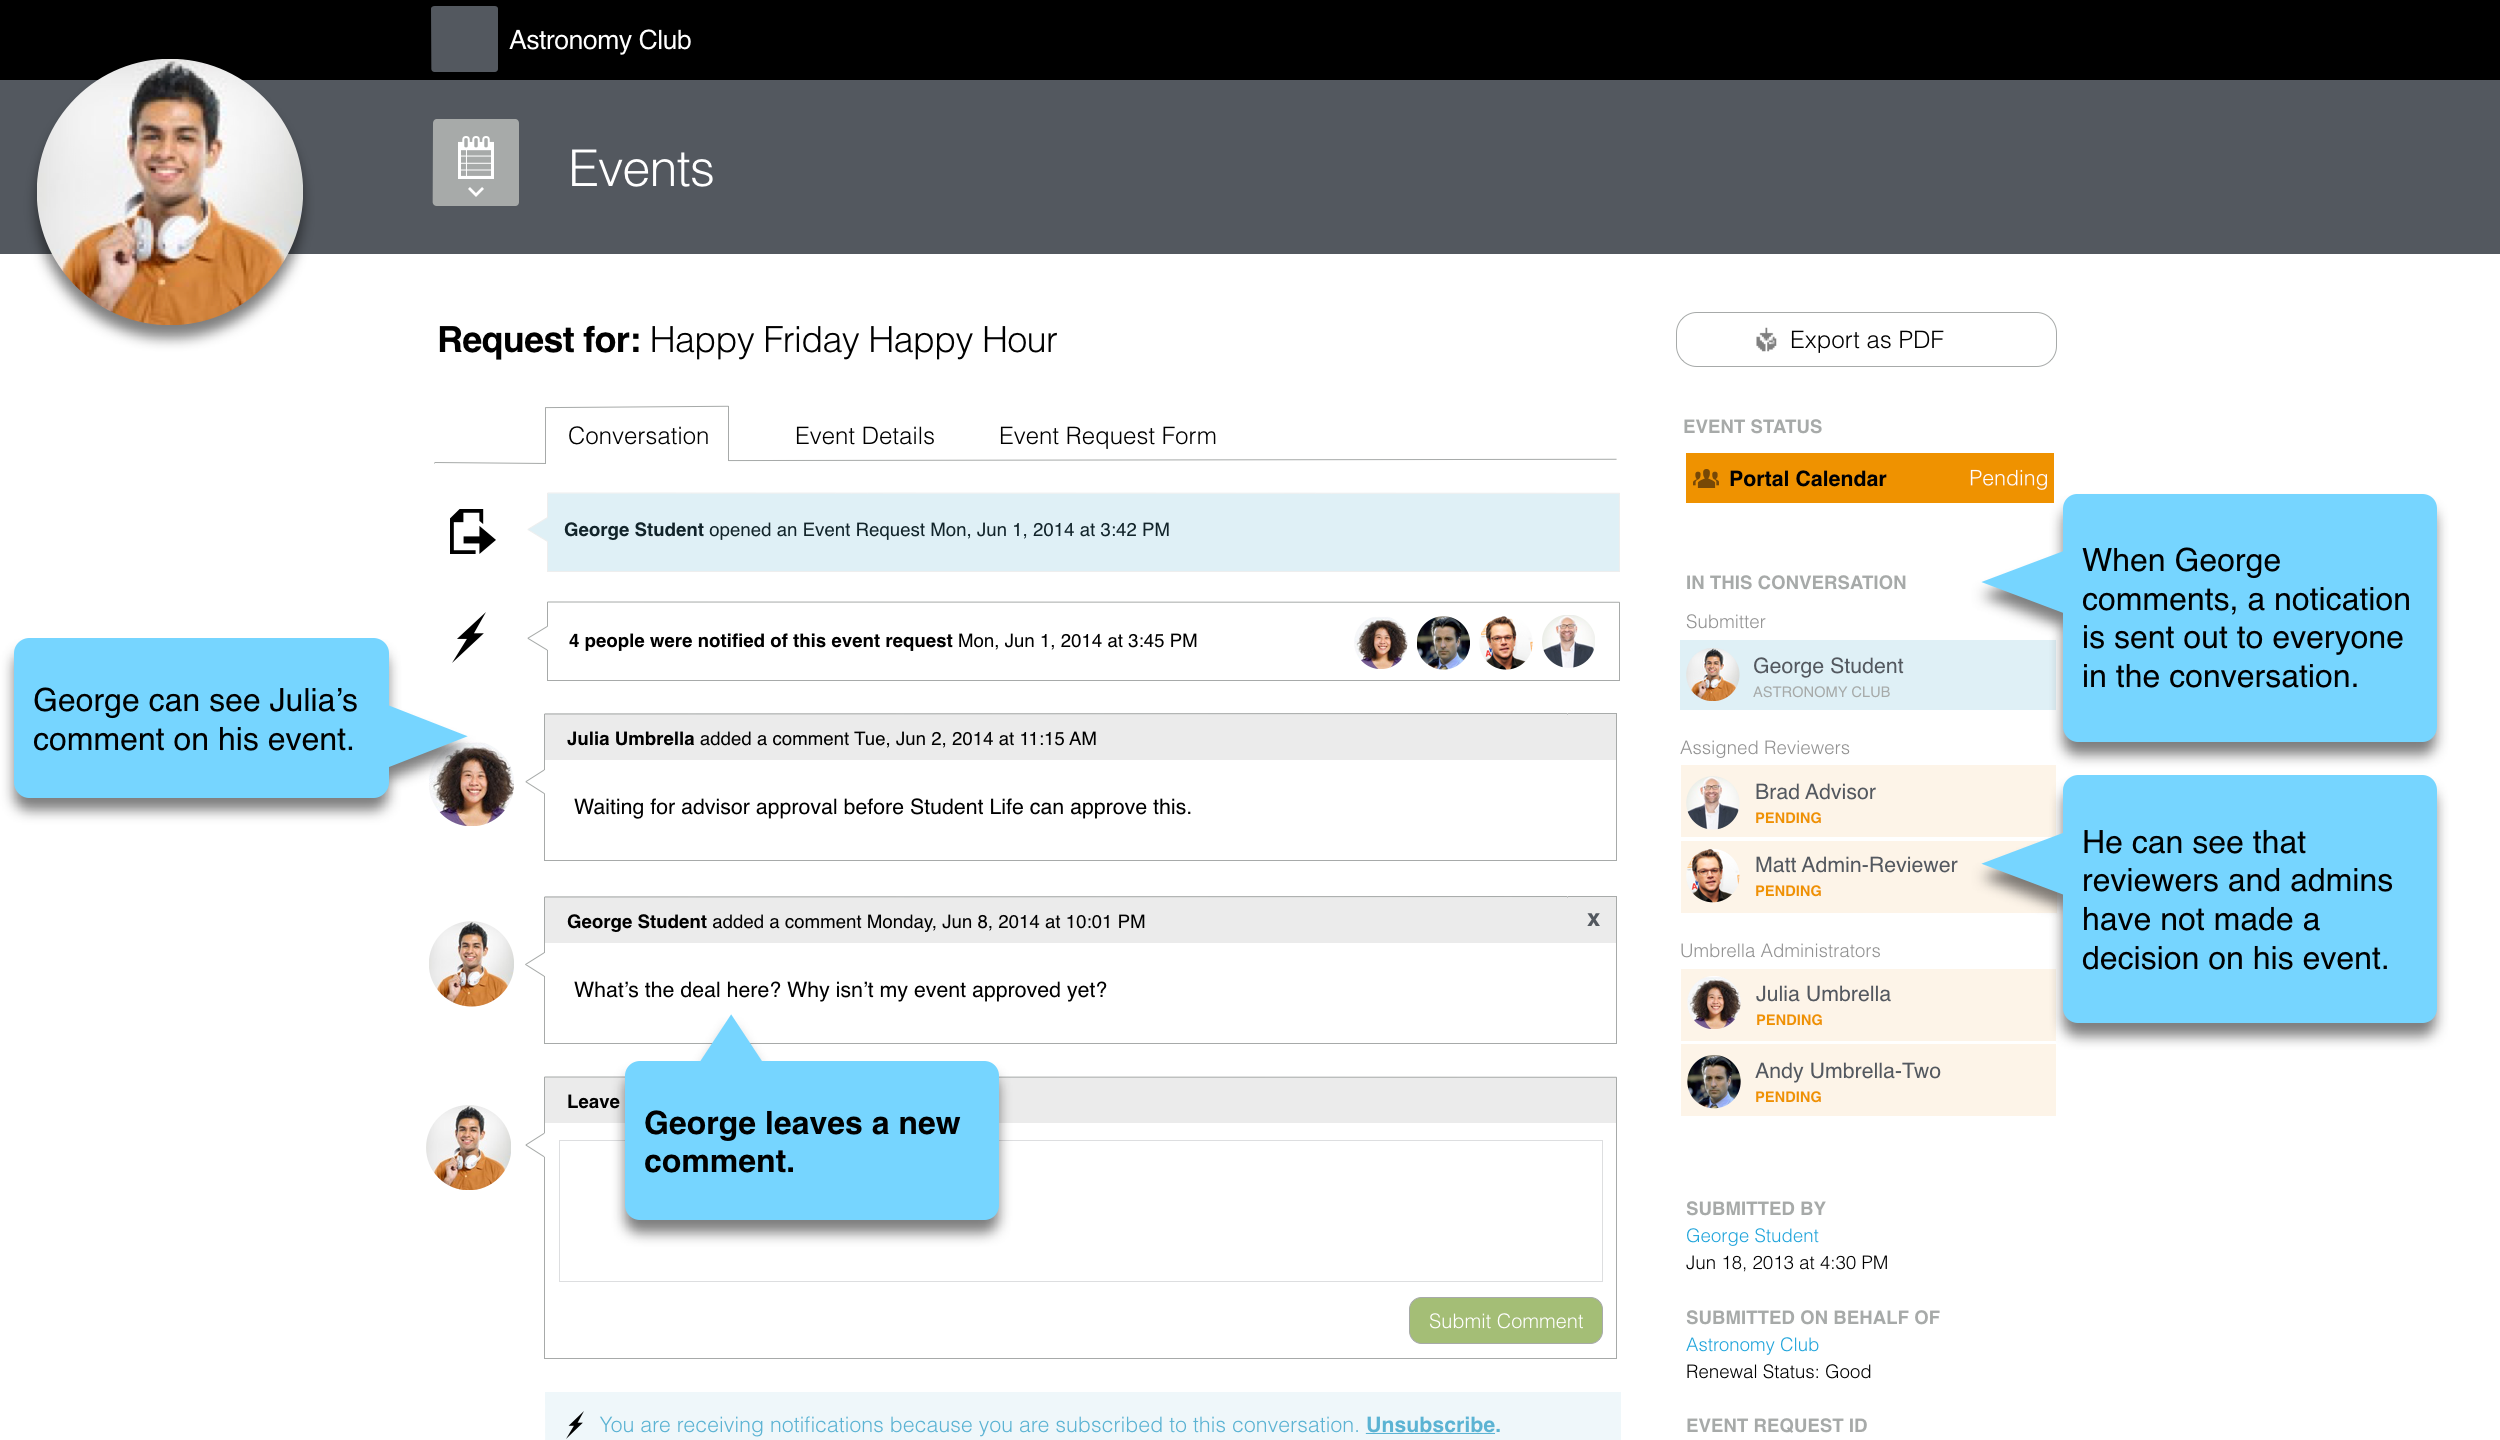 Astronomy Club
Events
Request for: Happy Friday Happy Hour
Export as PDF
Conversation
Event Details
Event Request Form
George Student opened an Event Request Mon, Jun 1, 2014 at 3:42 PM
4 people were notified of this event request Mon, Jun 1, 2014 at 3:45 PM
George can see Julia’s
comment on his event.
Julia Umbrella added a comment Tue, Jun 2, 2014 at 11:15 AM
Waiting for advisor approval before Student Life can approve this.
George Student added a comment Monday, Jun 8, 2014 at 10:01 PM
x
What’s the deal here? Why isn’t my event approved yet?
Leave
George leaves a new
comment.
Submit Comment
You are receiving notifications because you are subscribed to this conversation. Unsubscribe.
EVENT STATUS
Portal Calendar Pending
IN THIS CONVERSATION
Submitter
George Student
ASTRONOMY CLUB
Assigned Reviewers
Brad Advisor
PENDING
Matt Admin-Reviewer
PENDING
Umbrella Administrators
Julia Umbrella
PENDING
Andy Umbrella-Two
PENDING
When George
comments, a notication
is sent out to everyone
in the conversation.
He can see that
reviewers and admins
have not made a
decision on his event.
SUBMITTED BY
George Student
Jun 18, 2013 at 4:30 PM
SUBMITTED ON BEHALF OF
Astronomy Club
Renewal Status: Good
EVENT REQUEST ID